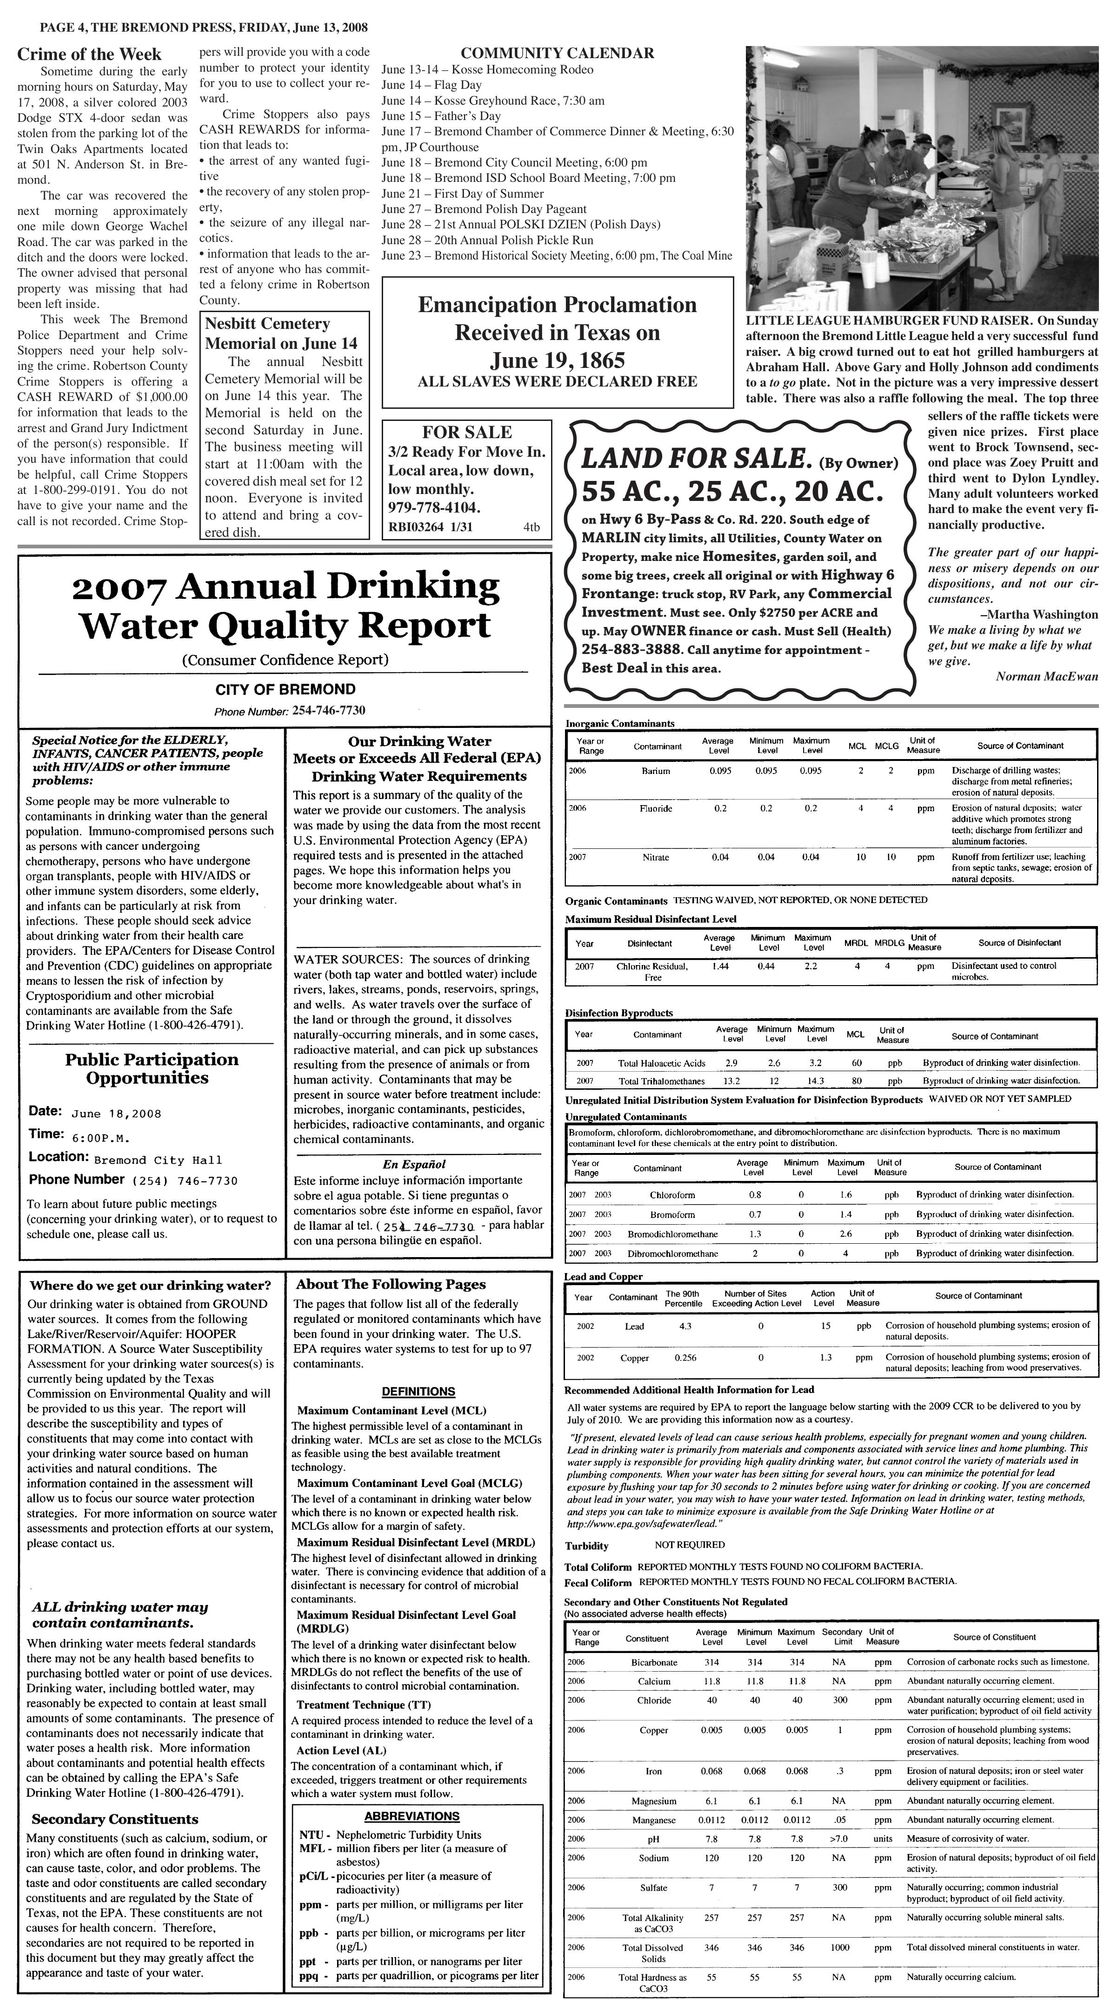 PAGE 4, THE BREMOND PRESS, FRIDAY, June 13, 2008
Crime of the Week
Sometime during the early
morning hours on Saturday, May
17, 2008, a silver colored 2003
Dodge STX 4-door sedan was
stolen from the parking lot of the
Twin Oaks Apartments located
at 501 N. Anderson St. in Bre-
mond.
The car was recovered the
next morning approximately
one mile down George Wachel
Road. The car was parked in the
ditch and the doors were locked.
The owner advised that personal
property was missing that had
been left inside.
This week The Bremond
Police Department and Crime
Stoppers need your help solv-
ing the crime. Robertson County
Crime Stoppers is offering a
CASH REWARD of $1,000.00
for information that leads to the
arrest and Grand Jury Indictment
of the person(s) responsible. If
you have information that could
be helpful, call Crime Stoppers
at 1-800-299-0191. You do not
have to give your name and the
call is not recorded. Crime Stop-
pers will provide you with a code
number to protect your identity
for you to use to collect your re-
ward.
Crime Stoppers also pays
CASH REWARDS for informa-
tion that leads to:
• the arrest of any wanted fugi-
tive
• the recovery of any stolen prop-
erty,
• the seizure of any illegal nar-
cotics.
• information that leads to the ar-
rest of anyone who has commit-
ted a felony crime in Robertson
County.
Nesbitt Cemetery
Memorial on June 14
The annual Nesbitt
Cemetery Memorial will be
on June 14 this year. The
Memorial is held on the
second Saturday in June.
The business meeting will
start at 11:00am with the
covered dish meal set for 12
noon. Everyone is invited
to attend and bring a cov-
ered dish.
COMMUNITY CALENDAR
June 13-14 – Kosse Homecoming Rodeo
June 14 – Flag Day
June 14 – Kosse Greyhound Race, 7:30 am
June 15 – Father's Day
June 17 – Bremond Chamber of Commerce Dinner & Meeting, 6:30
pm, JP Courthouse
June 18 – Bremond City Council Meeting, 6:00 pm
June 18 – Bremond ISD School Board Meeting, 7:00 pm
June 21 – First Day of Summer
June 27 – Bremond Polish Day Pageant
June 28 – 21st Annual POLSKI DZIEN (Polish Days)
June 28 – 20th Annual Polish Pickle Run
June 23 – Bremond Historical Society Meeting, 6:00 pm, The Coal Mine
Emancipation Proclamation
Received in Texas on
June 19, 1865
ALL SLAVES WERE DECLARED FREE
FOR SALE
3/2 Ready For Move In.
Local area, low down,
low monthly.
979-778-4104.
RBI03264 1/31 4tb
LAND FOR SALE. (By Owner)
55 AC., 25 AC., 20 AC.
on Hwy 6 By-Pass & Co. Rd. 220. South edge of
MARLIN city limits, all Utilities, County Water on
Property, make nice Homesites, garden soil, and
some big trees, creek all original or with Highway 6
Frontange: truck stop, RV Park, any Commercial
Investment. Must see. Only $2750 per ACRE and
up. May OWNER finance or cash. Must Sell (Health)
254-883-3888. Call anytime for appointment -
Best Deal in this area.
LITTLE LEAGUE HAMBURGER FUND RAISER. On Sunday
afternoon the Bremond Little League held a very successful fund
raiser. A big crowd turned out to eat hot grilled hamburgers at
Abraham Hall. Above Gary and Holly Johnson add condiments
to a to go plate. Not in the picture was a very impressive dessert
table. There was also a raffle following the meal. The top three
sellers of the raffle tickets were
given nice prizes. First place
went to Brock Townsend, sec-
ond place was Zoey Pruitt and
third went to Dylon Lyndley.
Many adult volunteers worked
hard to make the event very fi-
nancially productive.
The greater part of our happi-
ness or misery depends on our
dispositions, and not our cir-
cumstances.
–Martha Washington
We make a living by what we
get, but we make a life by what
we give.
Norman MacEwan
2007 Annual Drinking
Water Quality Report
(Consumer Confidence Report)
CITY OF BREMOND
Phone Number: 254-746-7730
Special Notice for the ELDERLY,
INFANTS, CANCER PATIENTS, people
with HIV/AIDS or other immune
problems:
Some people may be more vulnerable to
contaminants in drinking water than the general
population. Immuno-compromised persons such
as persons with cancer undergoing
chemotherapy, persons who have undergone
organ transplants, people with HIV/AIDS or
other immune system disorders, some elderly,
and infants can be particularly at risk from
infections. These people should seek advice
about drinking water from their health care
providers. The EPA/Centers for Disease Control
and Prevention (CDC) guidelines on appropriate
means to lessen the risk of infection by
Cryptosporidium and other microbial
contaminants are available from the Safe
Drinking Water Hotline (1-800-426-4791).
Public Participation
Opportunities
Date: June 18,2008
Time: 6:00P.M.
Location: Bremond City Hall
Phone Number (254) 746-7730
To learn about future public meetings
(concerning your drinking water), or to request to
schedule one, please call us.
Our Drinking Water
Meets or Exceeds All Federal (EPA)
Drinking Water Requirements
This report is a summary of the quality of the
water we provide our customers. The analysis
was made by using the data from the most recent
U.S. Environmental Protection Agency (EPA)
required tests and is presented in the attached
pages. We hope this information helps you
become more knowledgeable about what's in
your drinking water.
WATER SOURCES: The sources of drinking
water (both tap water and bottled water) include
rivers, lakes, streams, ponds, reservoirs, springs,
and wells. As water travels over the surface of
the land or through the ground, it dissolves
naturally-occurring minerals, and in some cases,
radioactive material, and can pick up substances
resulting from the presence of animals or from
human activity. Contaminants that may be
present in source water before treatment include:
microbes, inorganic contaminants, pesticides,
herbicides, radioactive contaminants, and organic
chemical contaminants.
En Español
Este informe incluye información importante
sobre el agua potable. Si tiene preguntas o
comentarios sobre éste informe en español, favor
de llamar al tel. ( 254 746-7730 - para hablar
con una persona bilingüe en español.
Where do we get our drinking water?
Our drinking water is obtained from GROUND
water sources. It comes from the following
Lake/River/Reservoir/Aquifer: HOOPER
FORMATION. A Source Water Susceptibility
Assessment for your drinking water sources(s) is
currently being updated by the Texas
Commission on Environmental Quality and will
be provided to us this year. The report will
describe the susceptibility and types of
constituents that may come into contact with
your drinking water source based on human
activities and natural conditions. The
information contained in the assessment will
allow us to focus our source water protection
strategies. For more information on source water
assessments and protection efforts at our system,
please contact us.
ALL drinking water may
contain contaminants.
When drinking water meets federal standards
there may not be any health based benefits to
purchasing bottled water or point of use devices.
Drinking water, including bottled water, may
reasonably be expected to contain at least small
amounts of some contaminants. The presence of
contaminants does not necessarily indicate that
water poses a health risk. More information
about contaminants and potential health effects
can be obtained by calling the EPA's Safe
Drinking Water Hotline (1-800-426-4791).
Secondary Constituents
Many constituents (such as calcium, sodium, or
iron) which are often found in drinking water,
can cause taste, color, and odor problems. The
taste and odor constituents are called secondary
constituents and are regulated by the State of
Texas, not the EPA. These constituents are not
causes for health concern. Therefore,
secondaries are not required to be reported in
this document but they may greatly affect the
appearance and taste of your water.
About The Following Pages
The pages that follow list all of the federally
regulated or monitored contaminants which have
been found in your drinking water. The U.S.
EPA requires water systems to test for up to 97
contaminants.
DEFINITIONS
Maximum Contaminant Level (MCL)
The highest permissible level of a contaminant in
drinking water. MCLs are set as close to the MCLGs
as feasible using the best available treatment
technology.
Maximum Contaminant Level Goal (MCLG)
The level of a contaminant in drinking water below
which there is no known or expected health risk.
MCLGs allow for a margin of safety.
Maximum Residual Disinfectant Level (MRDL)
The highest level of disinfectant allowed in drinking
water. There is convincing evidence that addition of a
disinfectant is necessary for control of microbial
contaminants.
Maximum Residual Disinfectant Level Goal
(MRDLG)
The level of a drinking water disinfectant below
which there is no known or expected risk to health.
MRDLGs do not reflect the benefits of the use of
disinfectants to control microbial contamination.
Treatment Technique (TT)
A required process intended to reduce the level of a
contaminant in drinking water.
Action Level (AL)
The concentration of a contaminant which, if
exceeded, triggers treatment or other requirements
which a water system must follow.
ABBREVIATIONS
NTU - Nephelometric Turbidity Units
MFL - million fibers per liter (a measure of
asbestos)
pCi/L - picocuries per liter (a measure of
radioactivity)
ppm - parts per million, or milligrams per liter
(mg/L)
ppb - parts per billion, or micrograms per liter
(µg/L)
ppt - parts per trillion, or nanograms per liter
ppq - parts per quadrillion, or picograms per liter
Inorganic Contaminants
Year or Range Contaminant Average Level Minimum Level Maximum Level MCL MCLG Unit of Measure Source of Contaminant
2006 Barium 0.095 0.095 0.095 2 2 ppm Discharge of drilling wastes;
discharge from metal refineries;
erosion of natural deposits.
2006 Fluoride 0.2 0.2 0.2 4 4 ppm Erosion of natural deposits; water
additive which promotes strong
teeth; discharge from fertilizer and
aluminum factories.
2007 Nitrate 0.04 0.04 0.04 10 10 ppm Runoff from fertilizer use; leaching
from septic tanks, sewage; erosion of
natural deposits.
Organic Contaminants TESTING WAIVED, NOT REPORTED, OR NONE DETECTED
Maximum Residual Disinfectant Level
Year Disinfectant Average Level Minimum Level Maximum Level MRDL MRDLG Unit of Measure Source of Disinfectant
2007 Chlorine Residual, 1.44 0.44 2.2 4 4 ppm Disinfectant used to control
Free microbes.
Disinfection Byproducts
Year Contaminant Average Level Minimum Level Maximum Level MCL Unit of Measure Source of Contaminant
2007 Total Haloacetic Acids 2.9 2.6 3.2 60 ppb Byproduct of drinking water disinfection.
2007 Total Trihalomethanes 13.2 12 14.3 80 ppb Byproduct of drinking water disinfection.
Unregulated Initial Distribution System Evaluation for Disinfection Byproducts WAIVED OR NOT YET SAMPLED
Unregulated Contaminants
Bromoform, chloroform, dichlorobromomethane, and dibromochloromethane are disinfection byproducts. There is no maximum
contaminant level for these chemicals at the entry point to distribution.
Year or Range Contaminant Average Level Minimum Level Maximum Level Unit of Measure Source of Contaminant
2007 2003 Chloroform 0.8 0 1.6 ppb Byproduct of drinking water disinfection.
2007 2003 Bromoform 0.7 0 1.4 ppb Byproduct of drinking water disinfection.
2007 2003 Bromodichloromethane 1.3 0 2.6 ppb Byproduct of drinking water disinfection.
2007 2003 Dibromochloromethane 2 0 4 ppb Byproduct of drinking water disinfection.
Lead and Copper
Year Contaminant The 90th Percentile Number of Sites Exceeding Action Level Action Level Unit of Measure Source of Contaminant
2002 Lead 4.3 0 15 ppb Corrosion of household plumbing systems; erosion of
natural deposits.
2002 Copper 0.256 0 1.3 ppm Corrosion of household plumbing systems; erosion of
natural deposits; leaching from wood preservatives.
Recommended Additional Health Information for Lead
All water systems are required by EPA to report the language below starting with the 2009 CCR to be delivered to you by
July of 2010. We are providing this information now as a courtesy.
"If present, elevated levels of lead can cause serious health problems, especially for pregnant women and young children.
Lead in drinking water is primarily from materials and components associated with service lines and home plumbing. This
water supply is responsible for providing high quality drinking water, but cannot control the variety of materials used in
plumbing components. When your water has been sitting for several hours, you can minimize the potential for lead
exposure by flushing your tap for 30 seconds to 2 minutes before using water for drinking or cooking. If you are concerned
about lead in your water, you may wish to have your water tested. Information on lead in drinking water, testing methods,
and steps you can take to minimize exposure is available from the Safe Drinking Water Hotline or at
http://www.epa.gov/safewater/lead."
Turbidity NOT REQUIRED
Total Coliform REPORTED MONTHLY TESTS FOUND NO COLIFORM BACTERIA.
Fecal Coliform REPORTED MONTHLY TESTS FOUND NO FECAL COLIFORM BACTERIA.
Secondary and Other Constituents Not Regulated
(No associated adverse health effects)
Year or Range Constituent Average Level Minimum Level Maximum Level Secondary Limit Unit of Measure Source of Constituent
2006 Bicarbonate 314 314 314 NA ppm Corrosion of carbonate rocks such as limestone.
2006 Calcium 11.8 11.8 11.8 NA ppm Abundant naturally occurring element.
2006 Chloride 40 40 40 300 ppm Abundant naturally occurring element; used in
water purification; byproduct of oil field activity
2006 Copper 0.005 0.005 0.005 1 ppm Corrosion of household plumbing systems;
erosion of natural deposits; leaching from wood
preservatives.
2006 Iron 0.068 0.068 0.068 .3 ppm Erosion of natural deposits; iron or steel water
delivery equipment or facilities.
2006 Magnesium 6.1 6.1 6.1 NA ppm Abundant naturally occurring element.
2006 Manganese 0.0112 0.0112 0.0112 .05 ppm Abundant naturally occurring element.
2006 pH 7.8 7.8 7.8 >7.0 units Measure of corrosivity of water.
2006 Sodium 120 120 120 NA ppm Erosion of natural deposits; byproduct of oil field
activity.
2006 Sulfate 7 7 7 300 ppm Naturally occurring; common industrial
byproduct; byproduct of oil field activity.
2006 Total Alkalinity 257 257 257 NA ppm Naturally occurring soluble mineral salts.
as CaCO3
2006 Total Dissolved 346 346 346 1000 ppm Total dissolved mineral constituents in water.
Solids
2006 Total Hardness as 55 55 55 NA ppm Naturally occurring calcium.
CaCO3